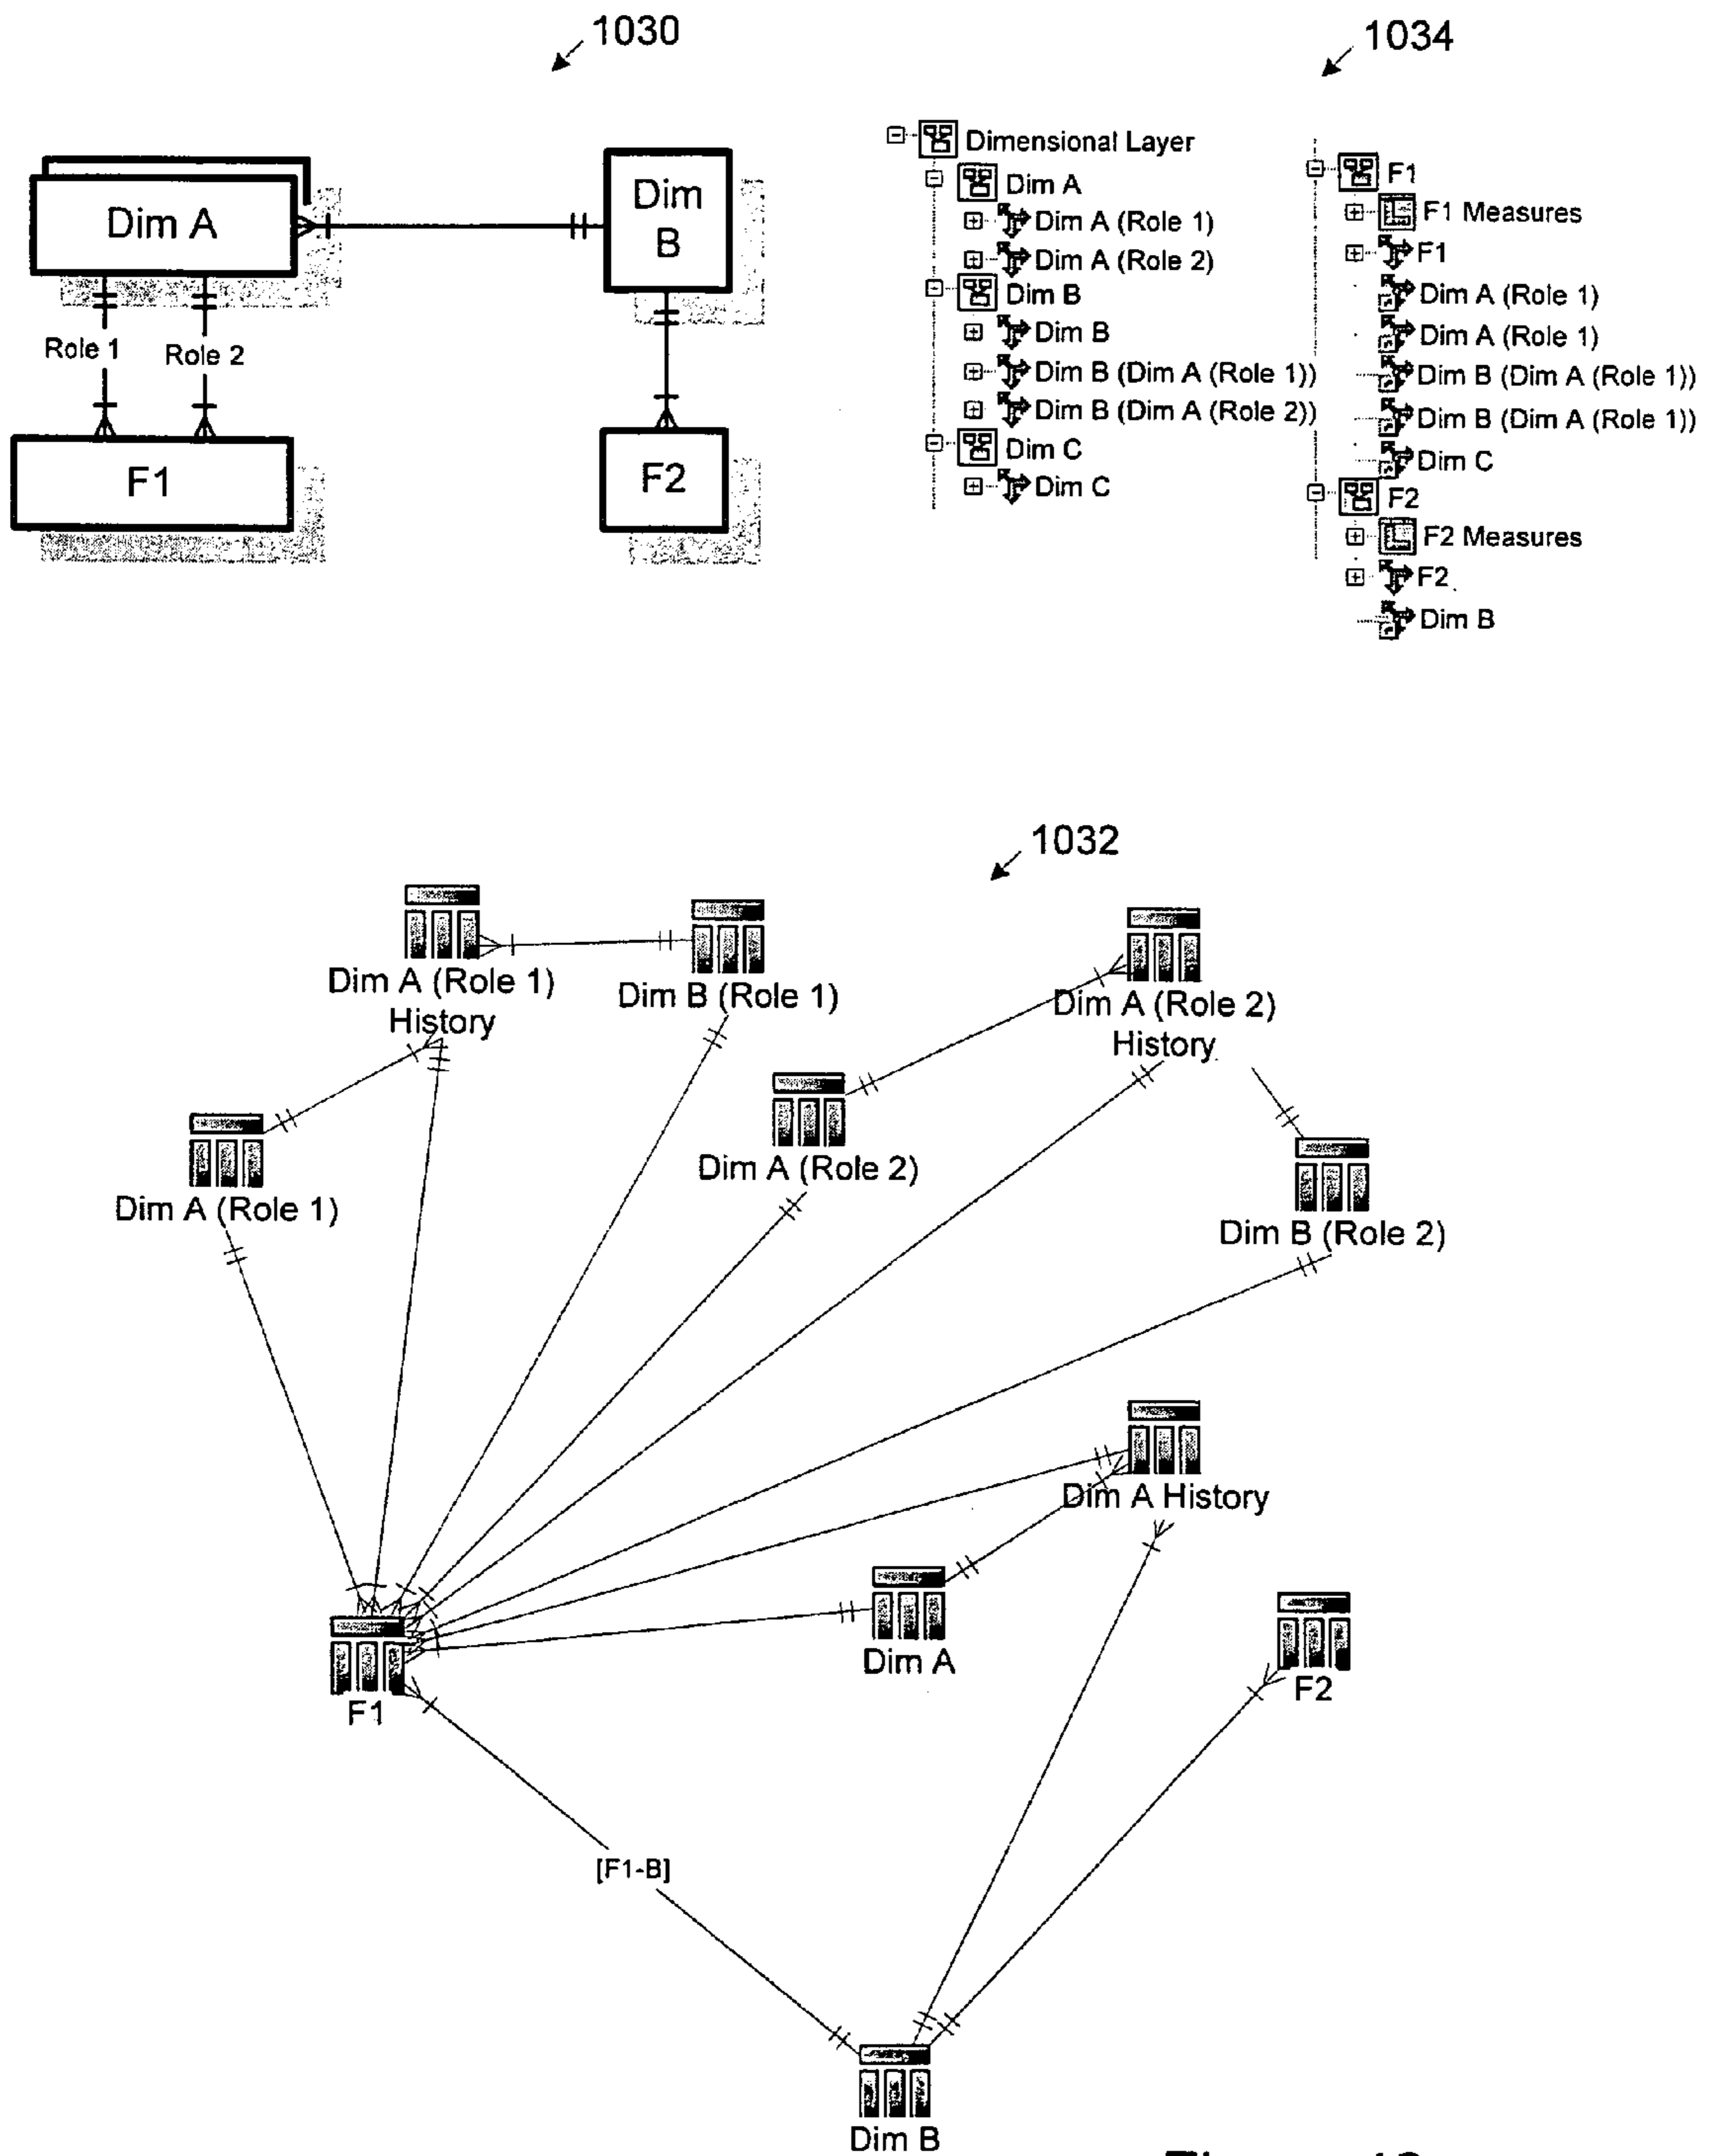 1030
1034
Dim A
Dim
B
Role 1
Role 2
F1
F2
Dimensional Layer
Dim A
Dim A (Role 1)
Dim A (Role 2)
Dim B
Dim B
Dim B (Dim A (Role 1))
Dim B (Dim A (Role 2))
Dim C
Dim C
F1
F1 Measures
F1
Dim A (Role 1)
Dim A (Role 1)
Dim B (Dim A (Role 1))
Dim B (Dim A (Role 1))
Dim C
F2
F2 Measures
F2
Dim B
1032
Dim A (Role 1)
History
Dim B (Role 1)
Dim A (Role 2)
History
Dim A (Role 2)
Dim A (Role 1)
Dim B (Role 2)
Dim A History
Dim A
F2
F1
[F1-B]
Dim B